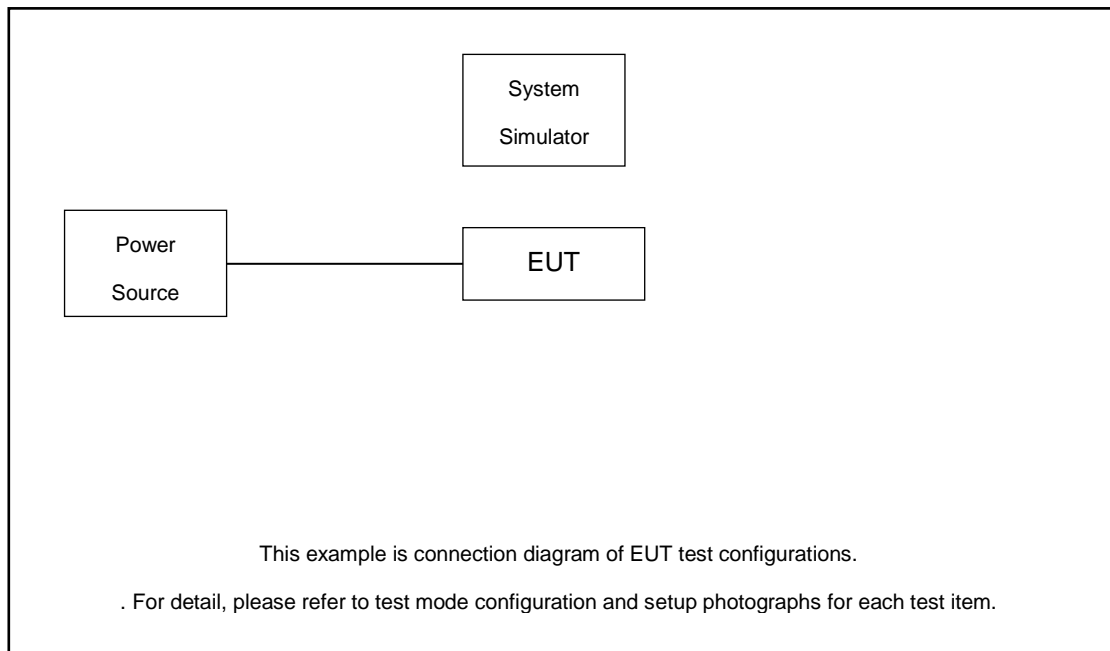 System
Simulator
Power
Source
EUT
This example is connection diagram of EUT test configurations.
. For detail, please refer to test mode configuration and setup photographs for each test item.